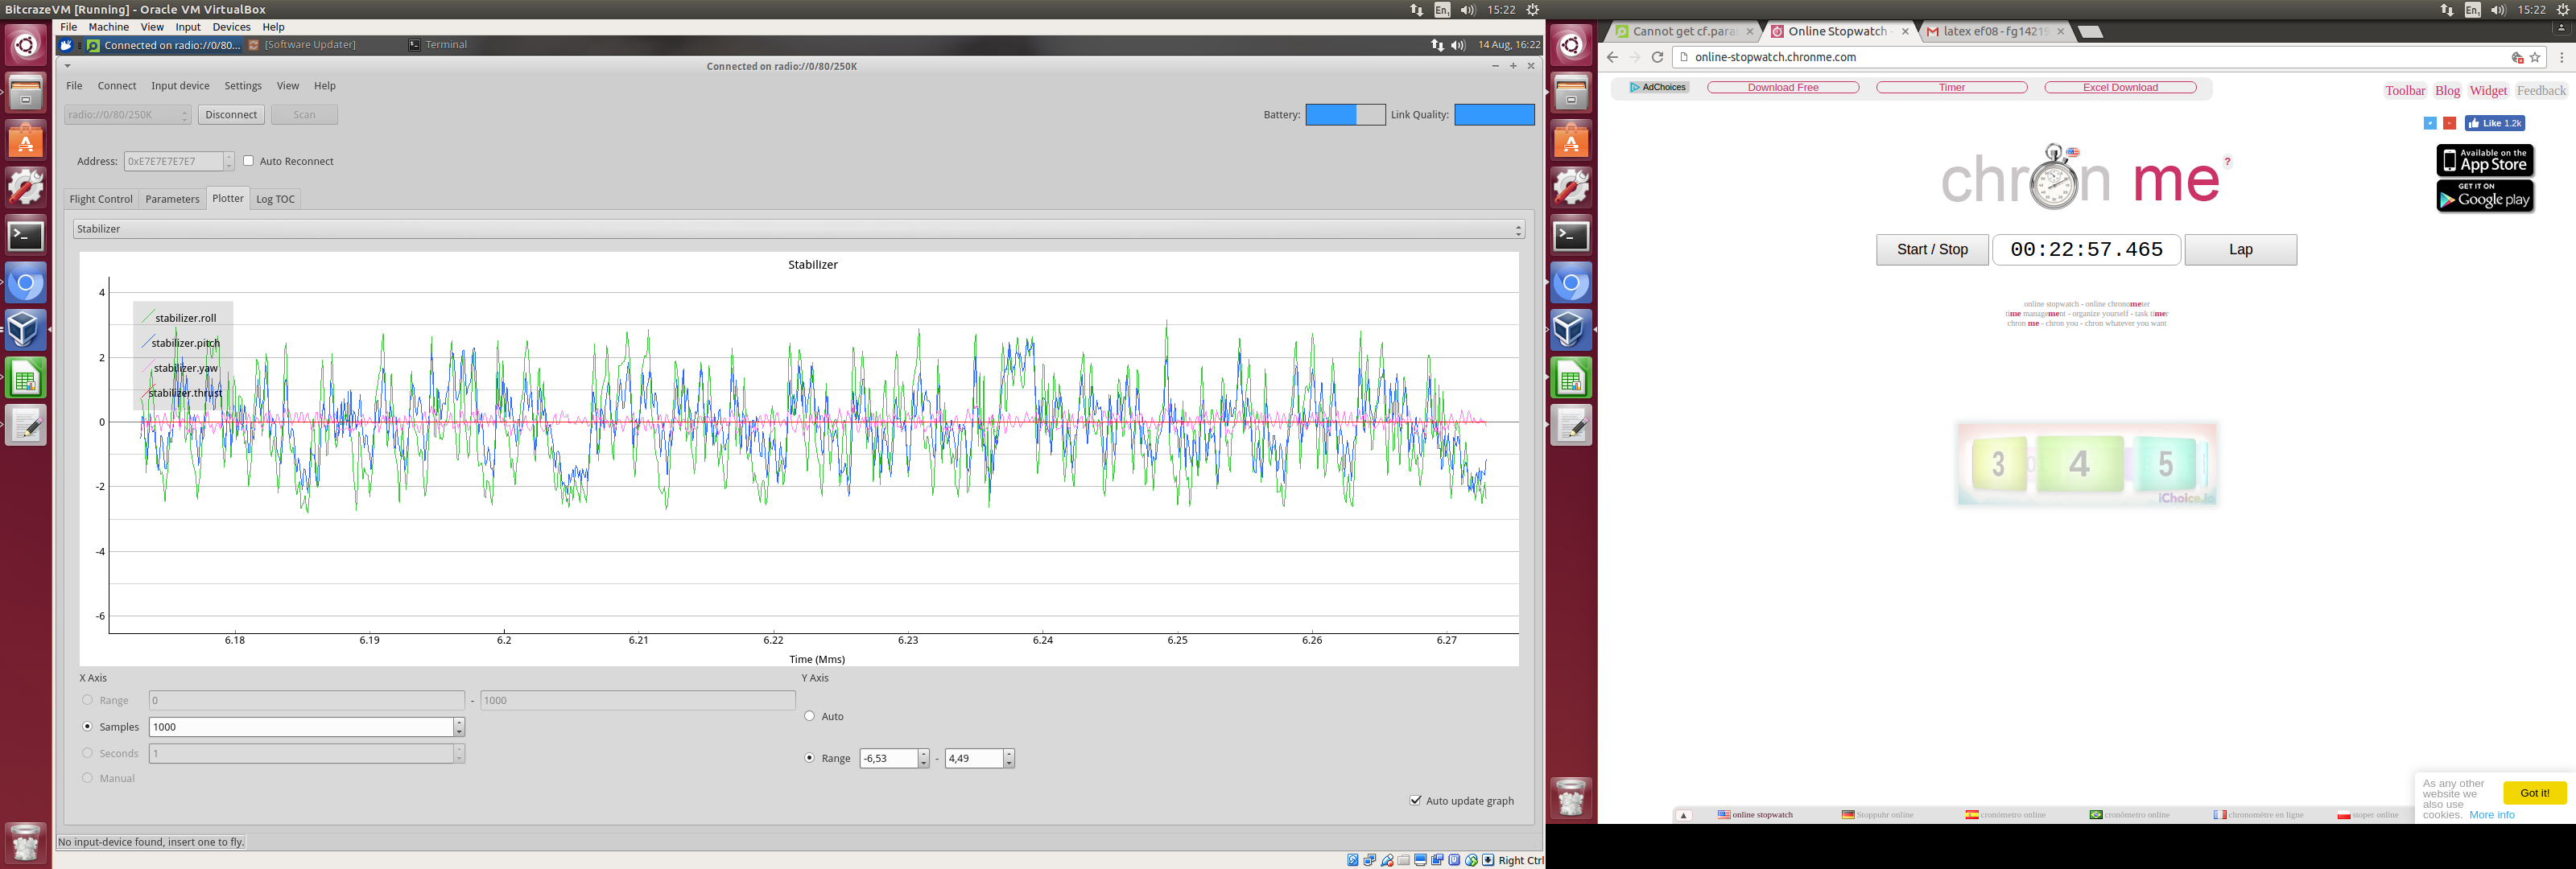 BitcrazeVM [Running] - Oracle VM VirtualBox
En
15:22
File Machine View Input Devices Help
Connected on radio://0/80... [Software Updater] Terminal
14 Aug, 16:22
Connected on radio://0/80/250K
File Connect Input device Settings View Help
radio://0/80/250K Disconnect Scan
Battery: Link Quality:
Address: 0xE7E7E7E7E7 Auto Reconnect
Flight Control Parameters Plotter Log TOC
Stabilizer
Stabilizer
4
2
0
-2
-4
-6
stabilizer.roll
stabilizer.pitch
stabilizer.yaw
stabilizer.thrust
6.18 6.19 6.2 6.21 6.22 6.23 6.24 6.25 6.26 6.27
Time (Mms)
X Axis
Range 0 - 1000
Samples 1000
Seconds 1
Manual
Y Axis
Auto
Range -6,53 - 4,49
Auto update graph
No input-device found, insert one to fly.
Right Ctrl
En
15:22
Cannot get cf.para
Online Stopwatch
latex ef08 - fg1421
online-stopwatch.chronme.com
AdChoices Download Free Timer Excel Download
Toolbar Blog Widget Feedback
Like 1.2k
chron me ?
Available on the
App Store
GET IT ON
Google play
Start / Stop 00:22:57.465 Lap
online stopwatch - online chronometer
time management - organize yourself - task timer
chron me - chron you - chron whatever you want
3 4 5
iChoice.io
As any other
website we
also use
cookies. More info
Got it!
online stopwatch Stoppuhr online cronómetro online cronômetro online chronomètre en ligne stoper online